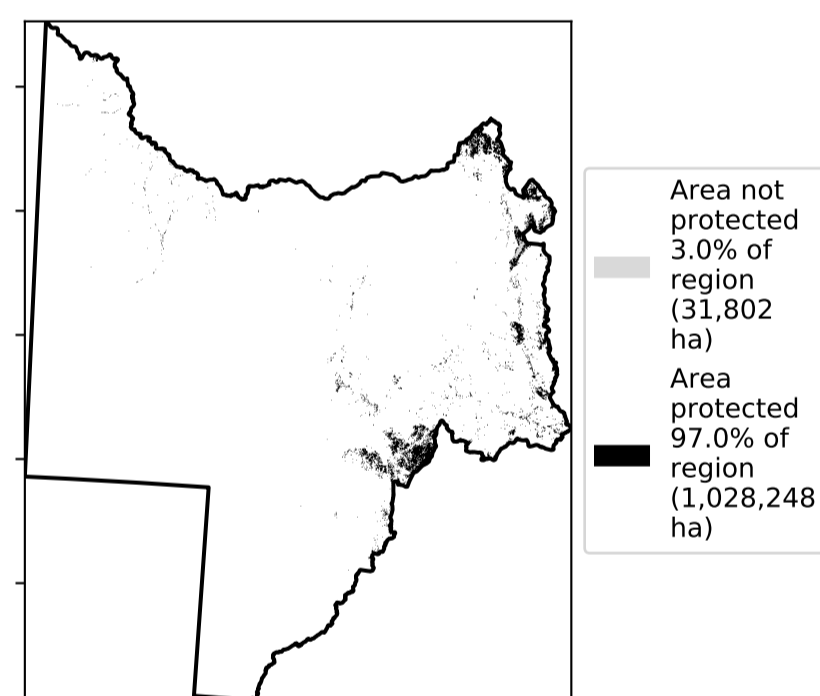 Area not
protected
3.0% of
region
(31,802
ha)
Area
protected
97.0% of
region
(1,028,248
ha)